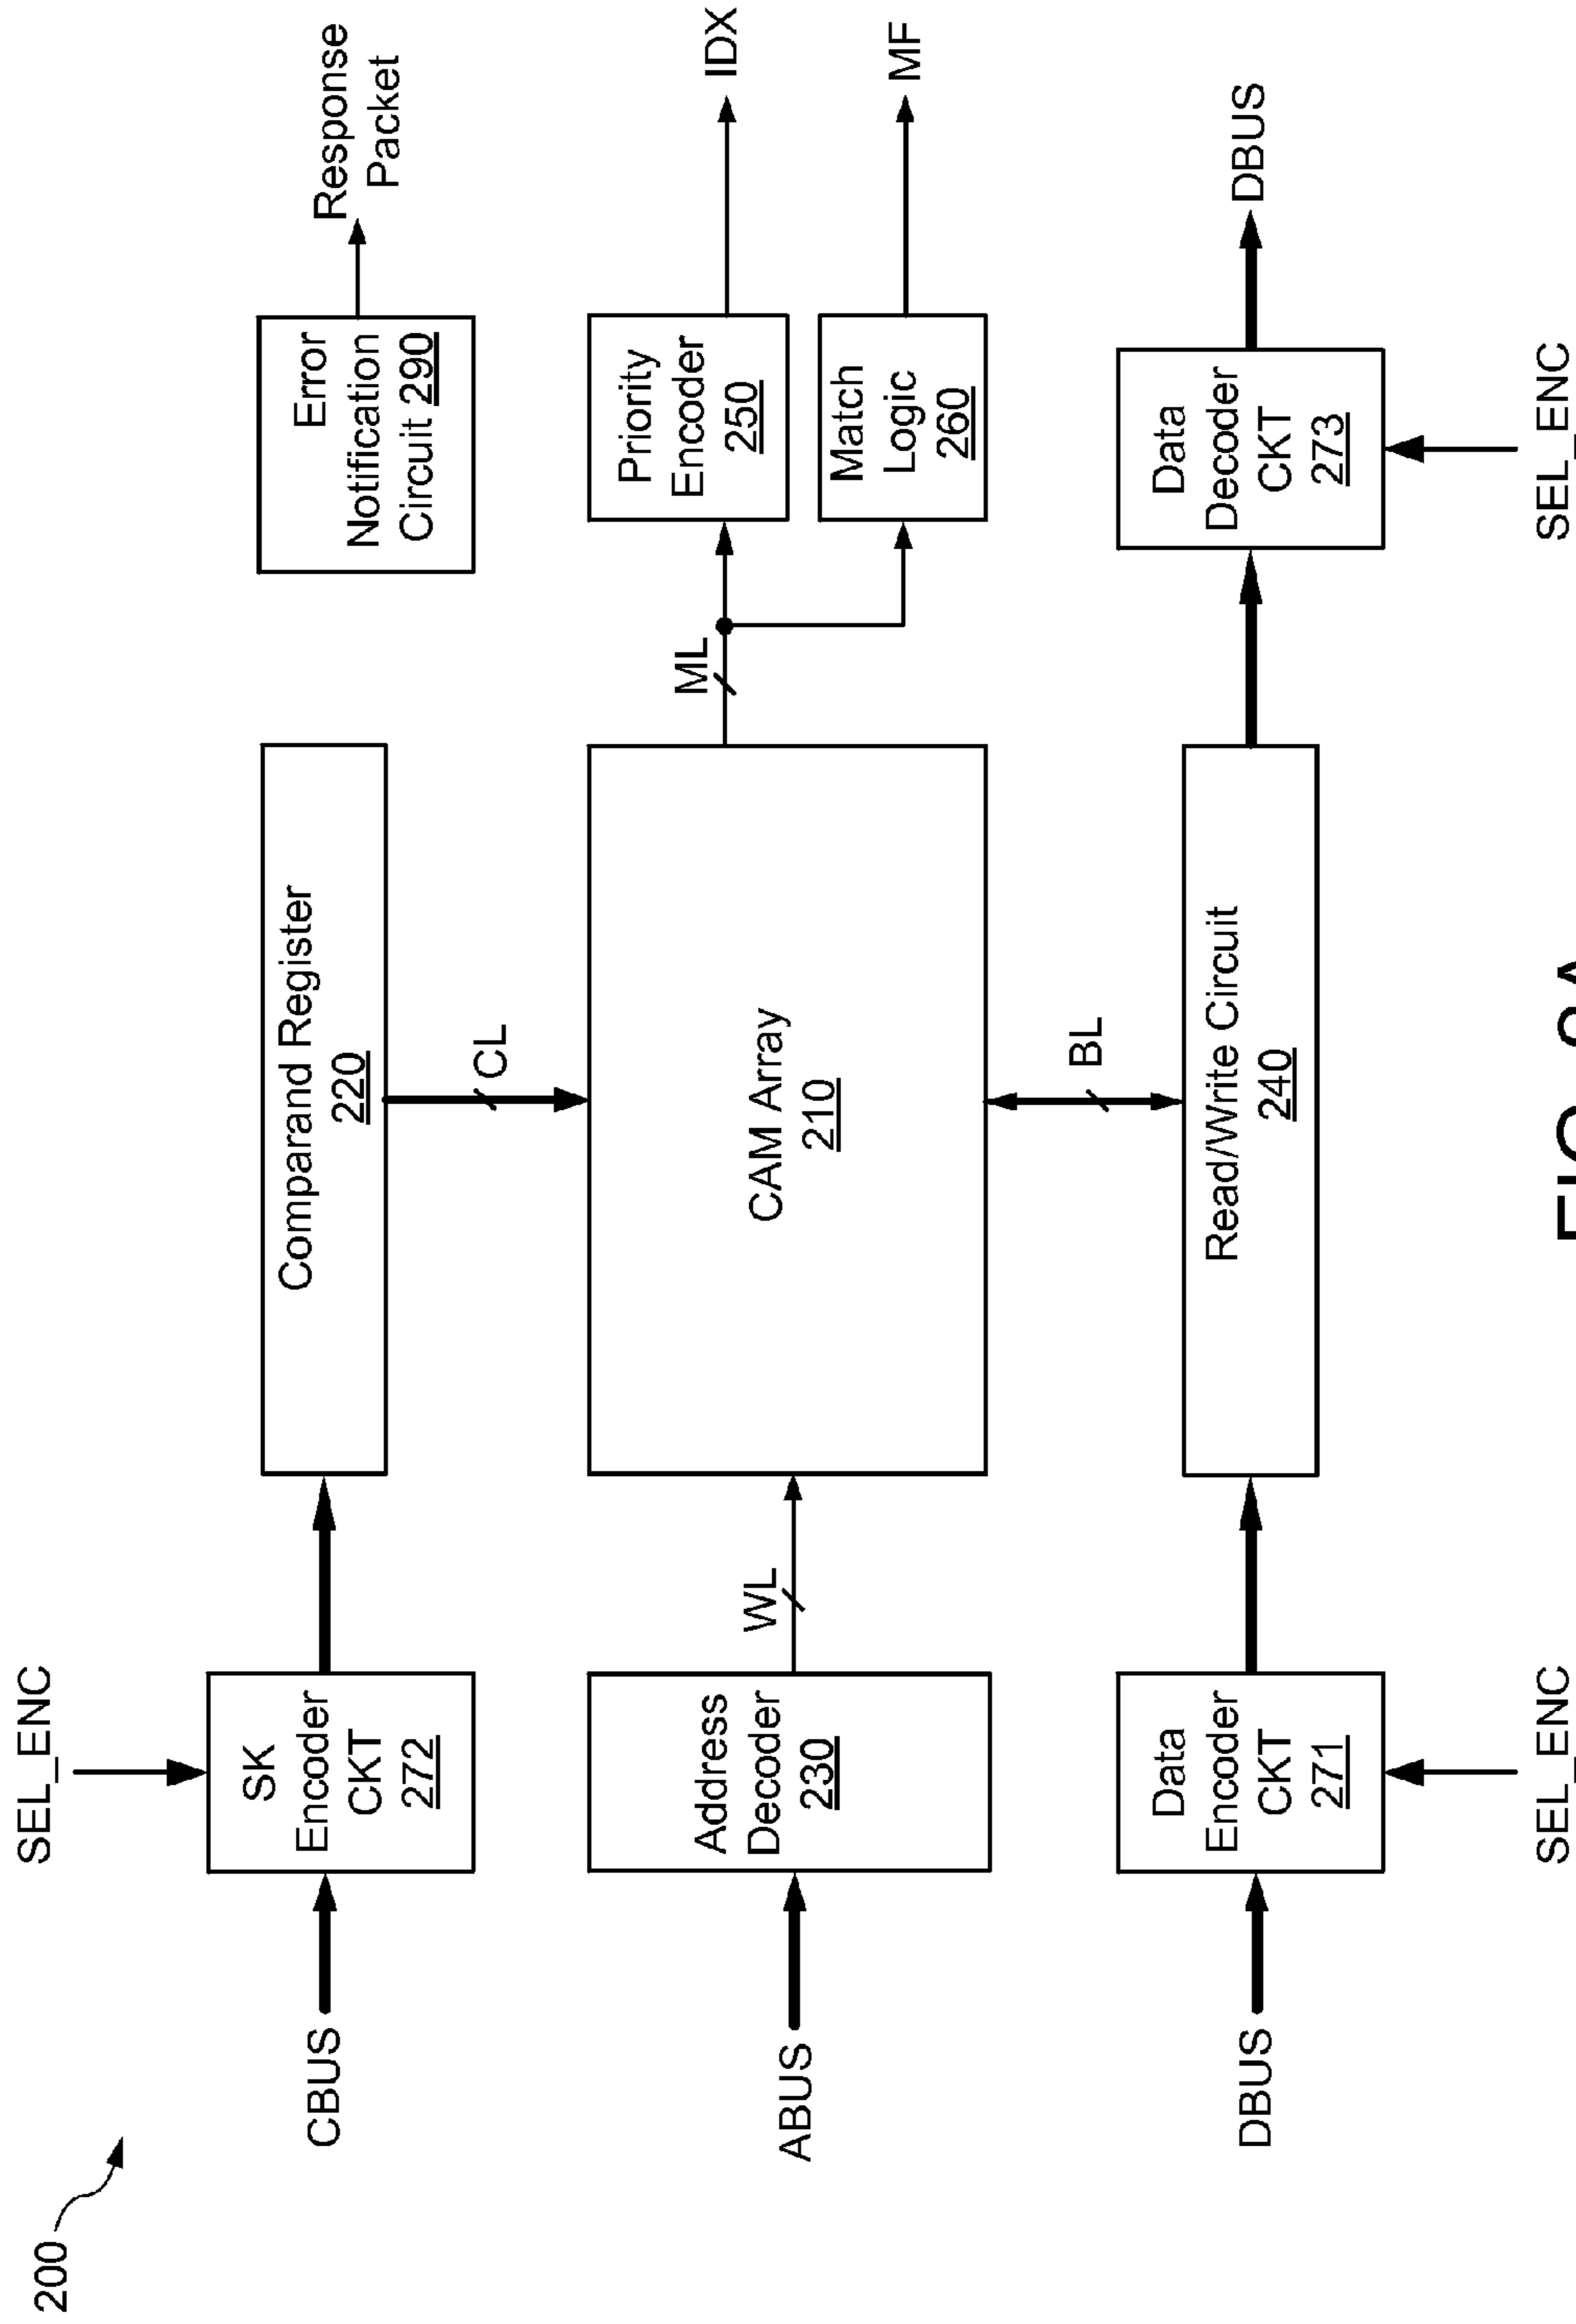 200
SEL_ENC
CBUS
SK
Encoder
CKT
272
Comparand Register
220
Error
Notification
Circuit 290
Response
Packet
CL
ABUS
Address
Decoder
230
WL
CAM Array
210
ML
Priority
Encoder
250
IDX
Match
Logic
260
MF
BL
DBUS
Data
Encoder
CKT
271
SEL_ENC
Read/Write Circuit
240
Data
Decoder
CKT
273
SEL_ENC
DBUS